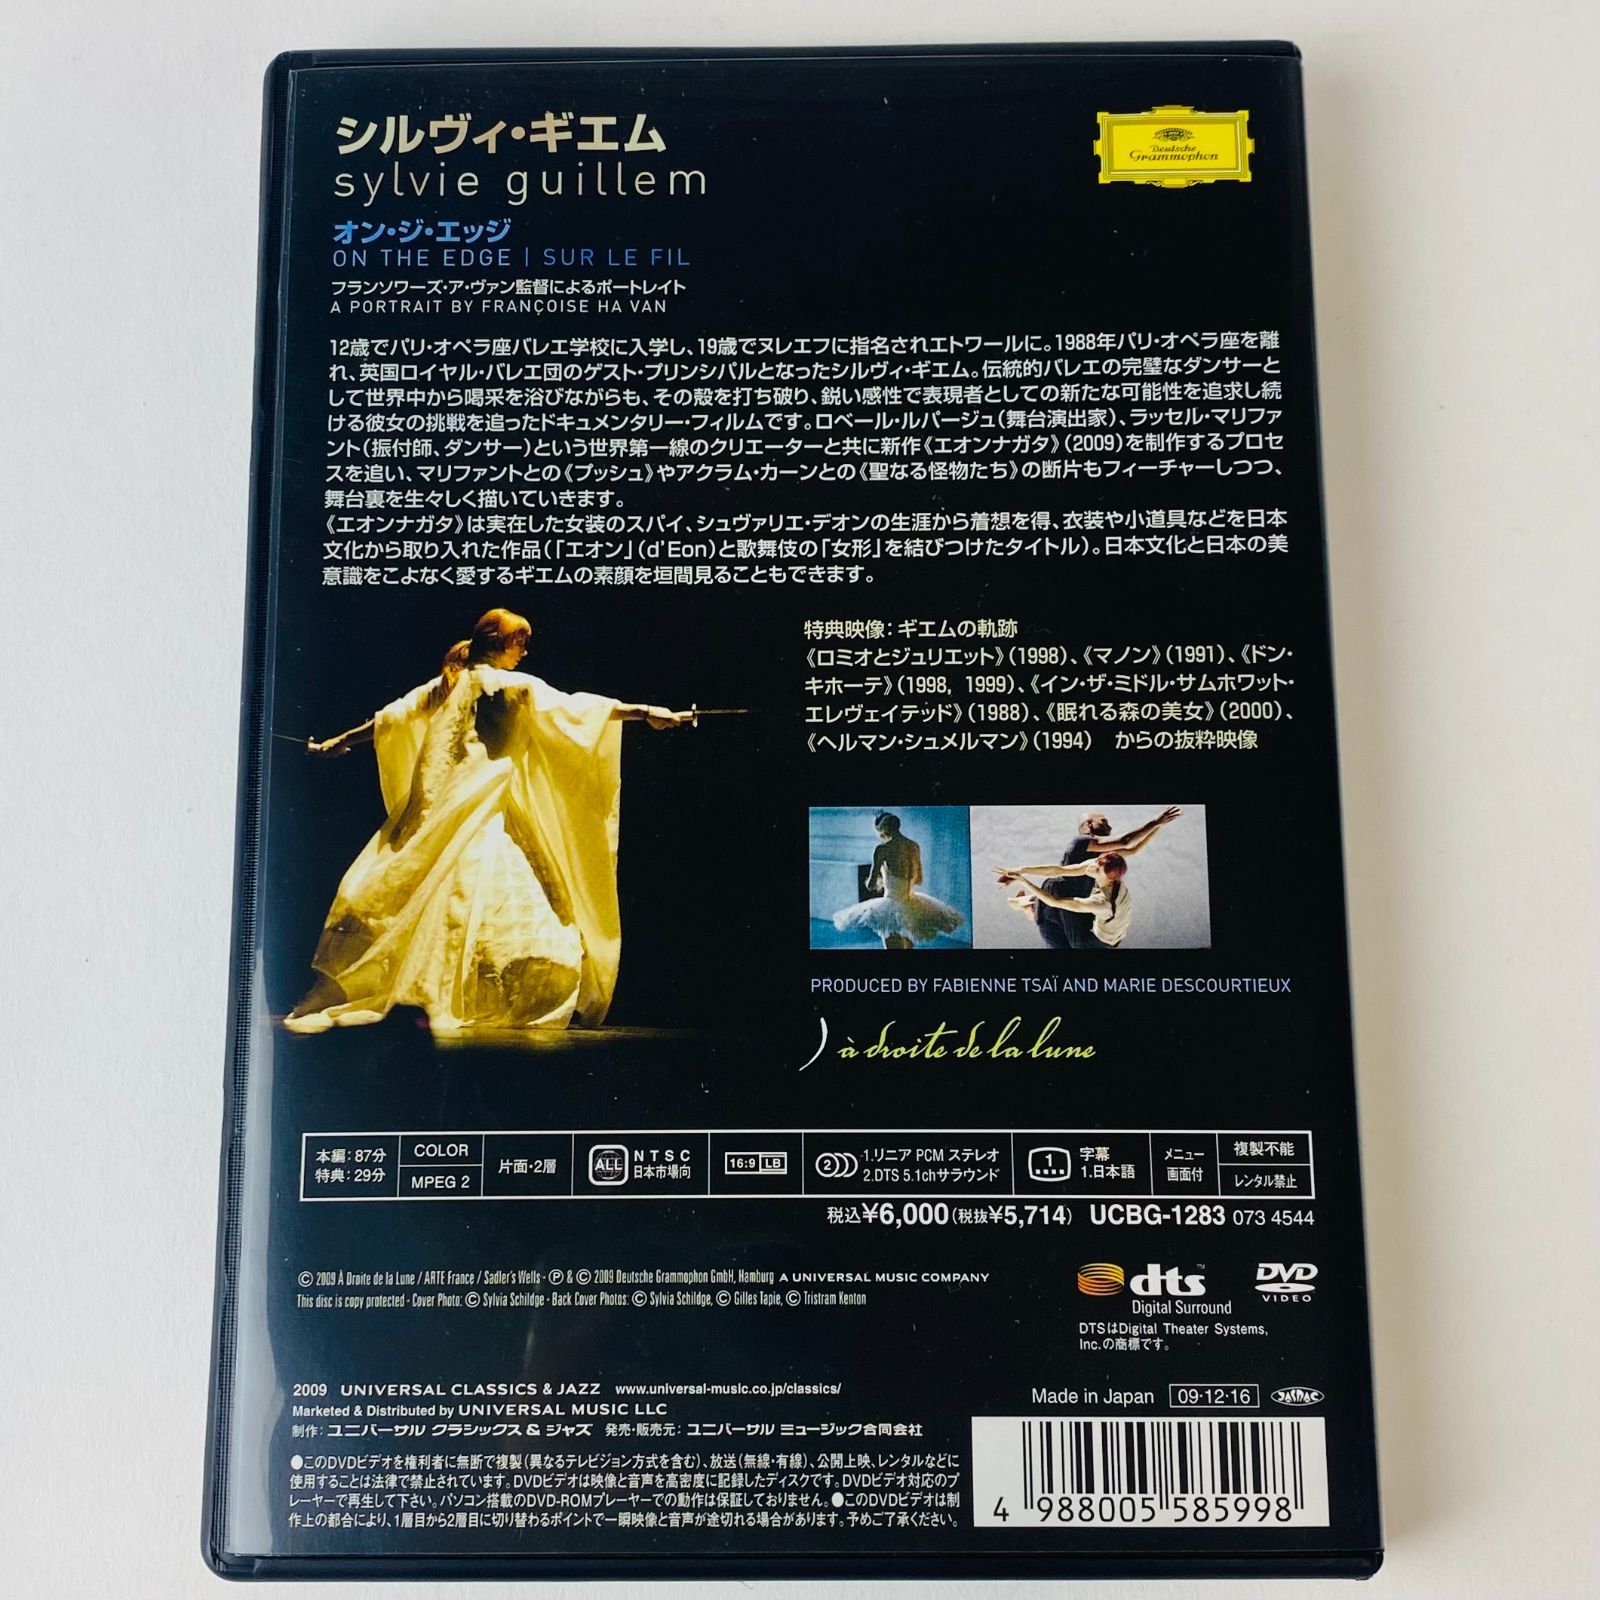 シルヴィ・ギエム
sylvie guillem
Deutsche
Grammophon
オン・ジ・エッジ
ON THE EDGE | SUR LE FIL
フランソワーズ・ア・ヴァン監督によるポートレイト
A PORTRAIT BY FRANÇOISE HA VAN
12歳でパリ・オペラ座バレエ学校に入学し、19歳でヌレエフに指名されエトワールに。1988年パリ・オペラ座を離
れ、英国ロイヤル・バレエ団のゲスト・プリンシパルとなったシルヴィ・ギエム。伝統的バレエの完璧なダンサーと
して世界中から喝采を浴びながらも、その殻を打ち破り、鋭い感性で表現者としての新たな可能性を追求し続
ける彼女の挑戦を追ったドキュメンタリー・フィルムです。ロベール・ルパージュ(舞台演出家)、ラッセル・マリファ
ント(振付師、ダンサー)という世界第一線のクリエーターと共に新作《エオンナガタ》(2009)を制作するプロセ
スを追い、マリファントとの《プッシュ》やアクラム・カーンとの《聖なる怪物たち》の断片もフィーチャーしつつ、
舞台裏を生々しく描いていきます。
《エオンナガタ》は実在した女装のスパイ、シュヴァリエ・デオンの生涯から着想を得、衣装や小道具などを日本
文化から取り入れた作品(「エオン」(d'Eon)と歌舞伎の「女形」を結びつけたタイトル)。日本文化と日本の美
意識をこよなく愛するギエムの素顔を垣間見ることもできます。
特典映像：ギエムの軌跡
《ロミオとジュリエット》(1998)、《マノン》(1991)、《ドン・
キホーテ》(1998, 1999)、《イン・ザ・ミドル・サムホワット・
エレヴェイテッド》(1988)、《眠れる森の美女》(2000)、
《ヘルマン・シュメルマン》(1994) からの抜粋映像
PRODUCED BY FABIENNE TSAÏ AND MARIE DESCOURTIEUX
à droite de la lune
本編：87分
特典：29分
COLOR
MPEG 2
片面・2層
ALL
NTSC
日本市場向
16:9 LB
2
1.リニア PCM ステレオ
2.DTS 5.1chサラウンド
1
字幕
1.日本語
メニュー
画面付
複製不能
レンタル禁止
税込¥6,000(税抜¥5,714) UCBG-1283 073 4544
© 2009 À Droite de la Lune / ARTE France / Sadler's Wells - ℗ & © 2009 Deutsche Grammophon GmbH, Hamburg A UNIVERSAL MUSIC COMPANY
This disc is copy protected - Cover Photo: © Sylvia Schildge - Back Cover Photos: © Sylvia Schildge, © Gilles Tapie, © Tristram Kenton
dts
Digital Surround
DVD
VIDEO
DTSはDigital Theater Systems,
Inc.の商標です。
2009 UNIVERSAL CLASSICS & JAZZ www.universal-music.co.jp/classics/
Marketed & Distributed by UNIVERSAL MUSIC LLC
制作：ユニバーサル クラシックス & ジャズ 発売・販売元：ユニバーサル ミュージック合同会社
Made in Japan 09・12・16 JASRAC
●このDVDビデオを権利者に無断で複製(異なるテレビジョン方式を含む)、放送(無線・有線)、公開上映、レンタルなどに
使用することは法律で禁止されています。DVDビデオは映像と音声を高密度に記録したディスクです。DVDビデオ対応のプ
レーヤーで再生して下さい。パソコン搭載のDVD-ROMプレーヤーでの動作は保証しておりません。●このDVDビデオは制
作上の都合により、1層目から2層目に切り替わるポイントで一瞬映像と音声が途切れる場合があります。予めご了承ください。
4 988005 585998